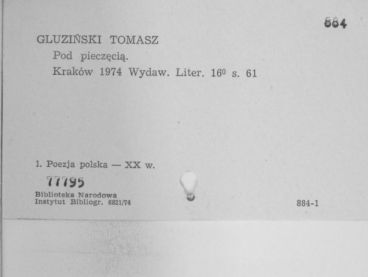 884
GLUZIŃSKI TOMASZ
Pod pieczęcią.
Kraków 1974 Wydaw. Liter. 16⁰ s. 61
1. Poezja polska — XX w.
77795
Biblioteka Narodowa
Instytut Bibliogr. 6821/74
884-1